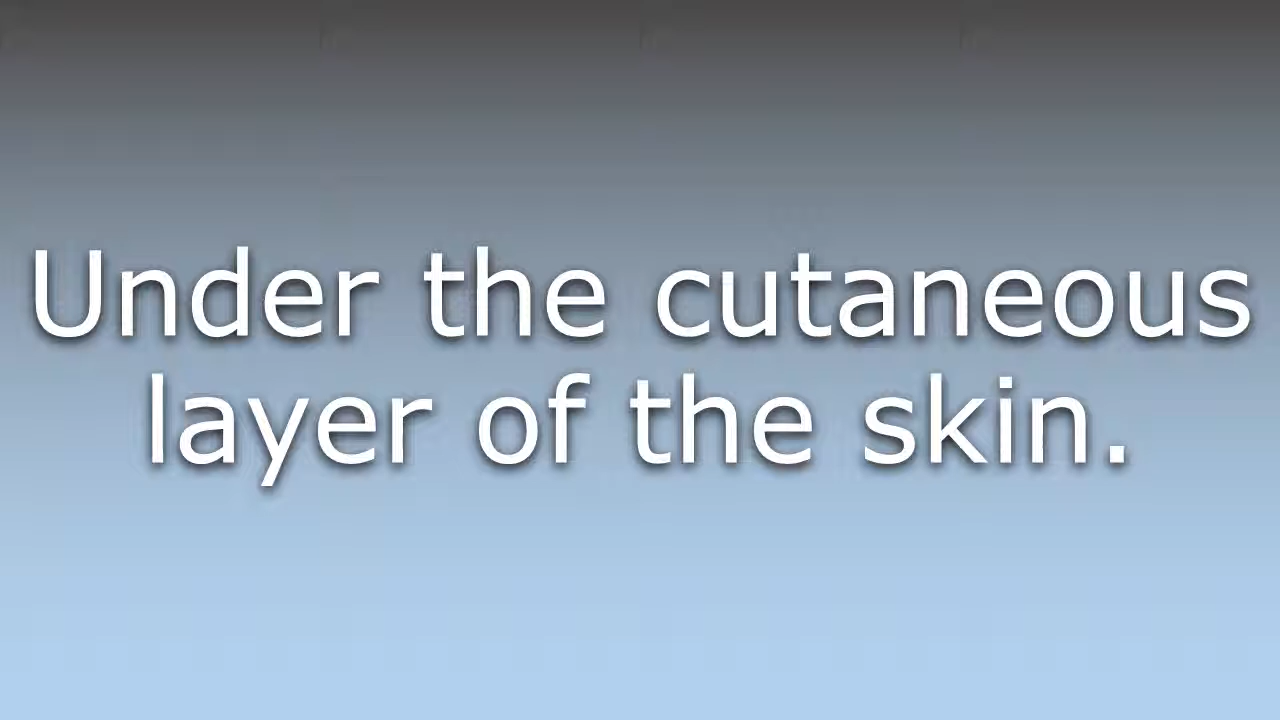 Under the cutaneous
layer of the skin.